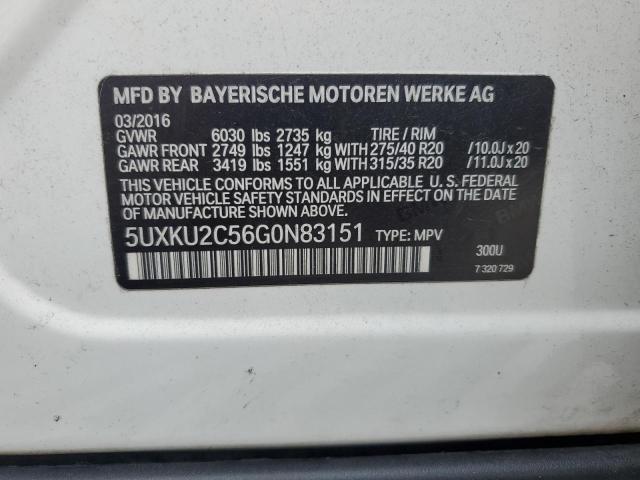 MFD BY BAYERISCHE MOTOREN WERKE AG
03/2016
GVWR 6030 lbs 2735 kg TIRE / RIM
GAWR FRONT 2749 lbs 1247 kg WITH 275/40 R20 /10.0J x 20
GAWR REAR 3419 lbs 1551 kg WITH 315/35 R20 /11.0J x 20
THIS VEHICLE CONFORMS TO ALL APPLICABLE U. S. FEDERAL
MOTOR VEHICLE SAFETY STANDARDS IN EFFECT ON THE DATE
OF MANUFACTURE SHOWN ABOVE.
5UXKU2C56G0N83151 TYPE: MPV
300U
7 320 729